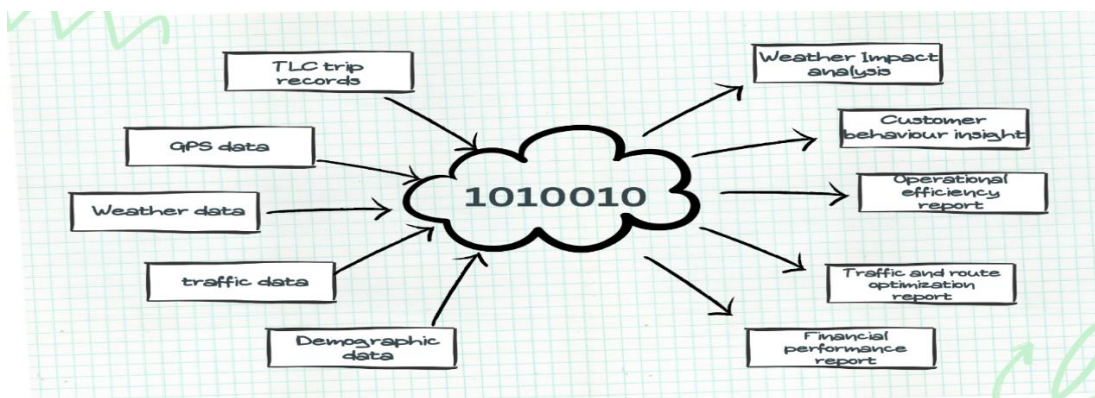 TLC trip
records
GPS data
Weather data
traffic data
Demographic
data
1010010
Weather Impact
analysis
Customer
behaviour insight
Operational
efficiency
report
Traffic and route
optimization
report
Financial
performance
report